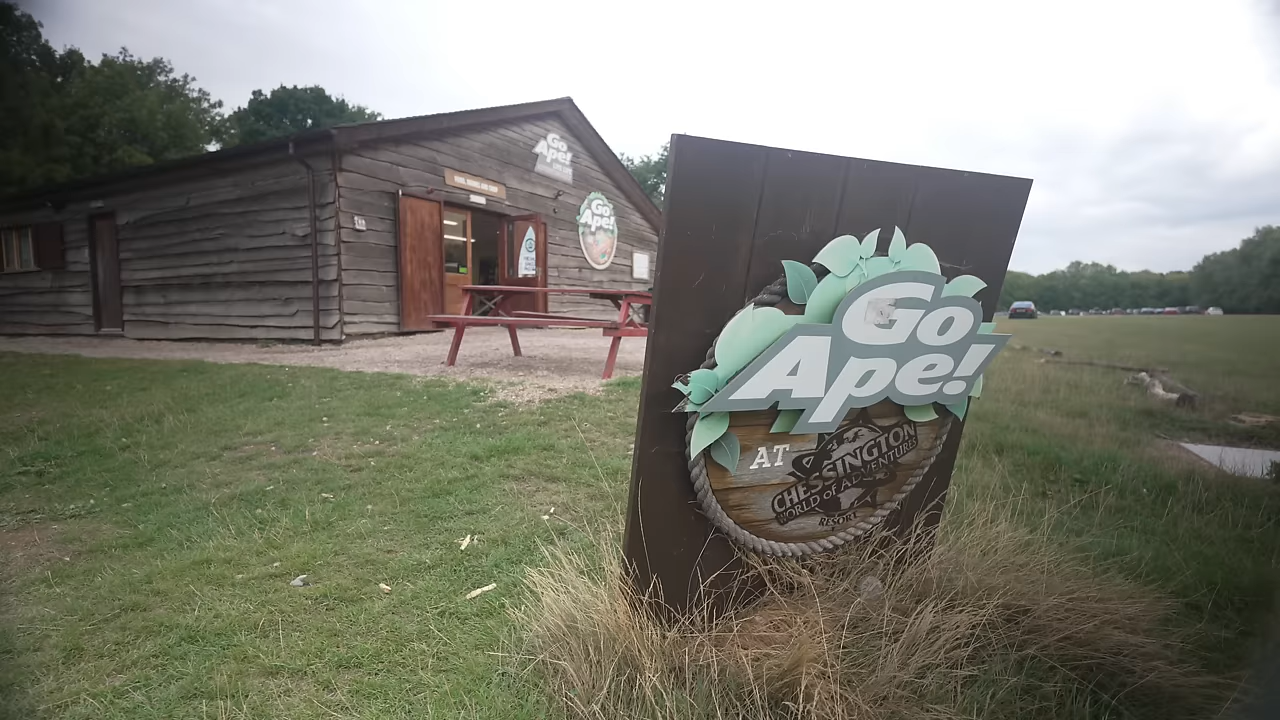 Go
Ape!
Go
Ape!
Go
Ape!
AT
CHESSINGTON
WORLD OF ADVENTURES
RESORT